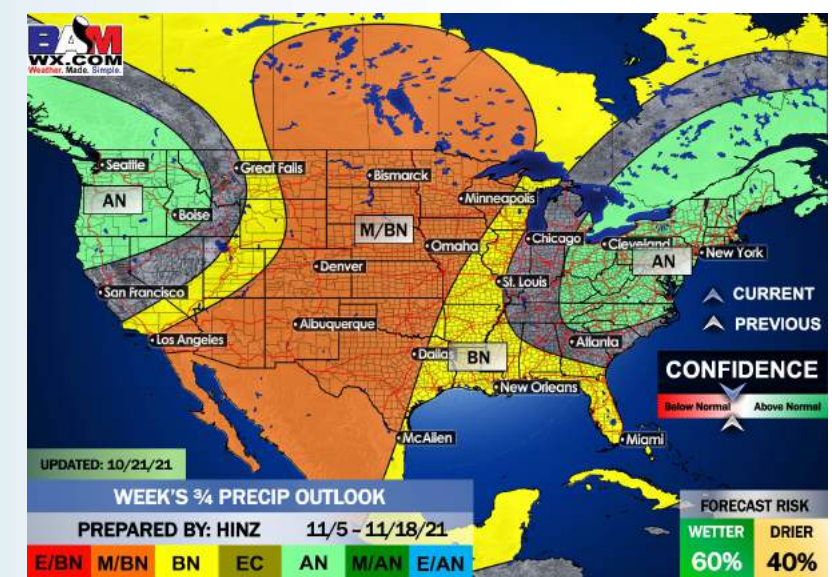 BAM
WX.COM
Weather. Made. Simple.
Seattle
Great Falls
Bismarck
AN
Boise
Minneapolis
M/BN
Omaha
Chicago
Cleveland
New York
AN
San Francisco
Denver
St. Louis
CURRENT
PREVIOUS
Los Angeles
Albuquerque
Dallas
BN
Atlanta
New Orleans
CONFIDENCE
Below Normal
Above Normal
McAllen
Miami
UPDATED: 10/21/21
WEEK'S ¾ PRECIP OUTLOOK
PREPARED BY: HINZ 11/5 - 11/18/21
E/BN M/BN BN EC AN M/AN E/AN
FORECAST RISK
WETTER DRIER
60% 40%